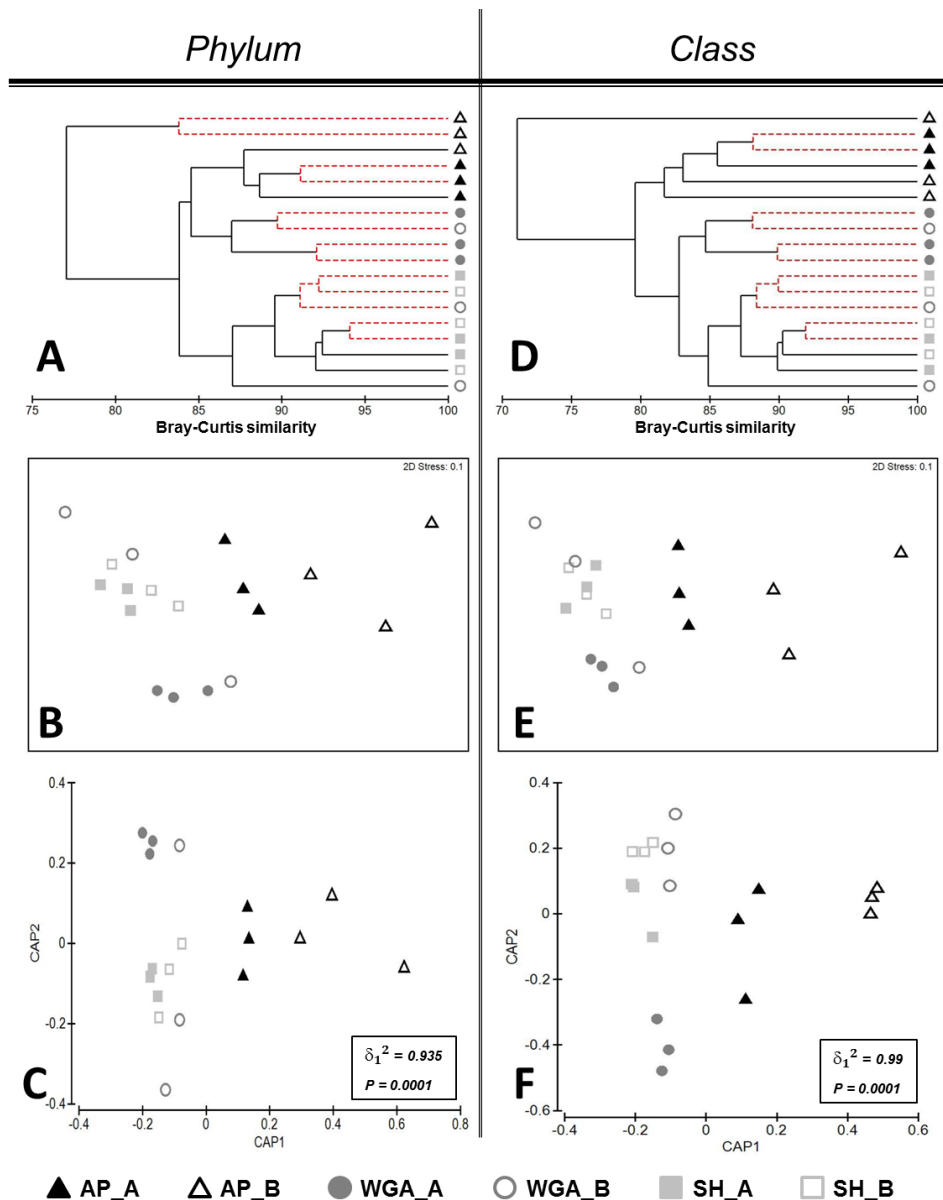 Phylum
Class
A
75 80 85 90 95 100
Bray-Curtis similarity
D
70 75 80 85 90 95 100
Bray-Curtis similarity
2D Stress: 0.1
B
2D Stress: 0.1
E
0.4
0.2
0
-0.2
-0.4
CAP2
-0.4 -0.2 0 0.2 0.4 0.6 0.8
CAP1
δ₁² = 0.935
P = 0.0001
C
0.4
0.2
0
-0.2
-0.4
-0.6
CAP2
-0.4 -0.2 0 0.2 0.4 0.6
CAP1
δ₁² = 0.99
P = 0.0001
F
AP_A AP_B WGA_A WGA_B SH_A SH_B